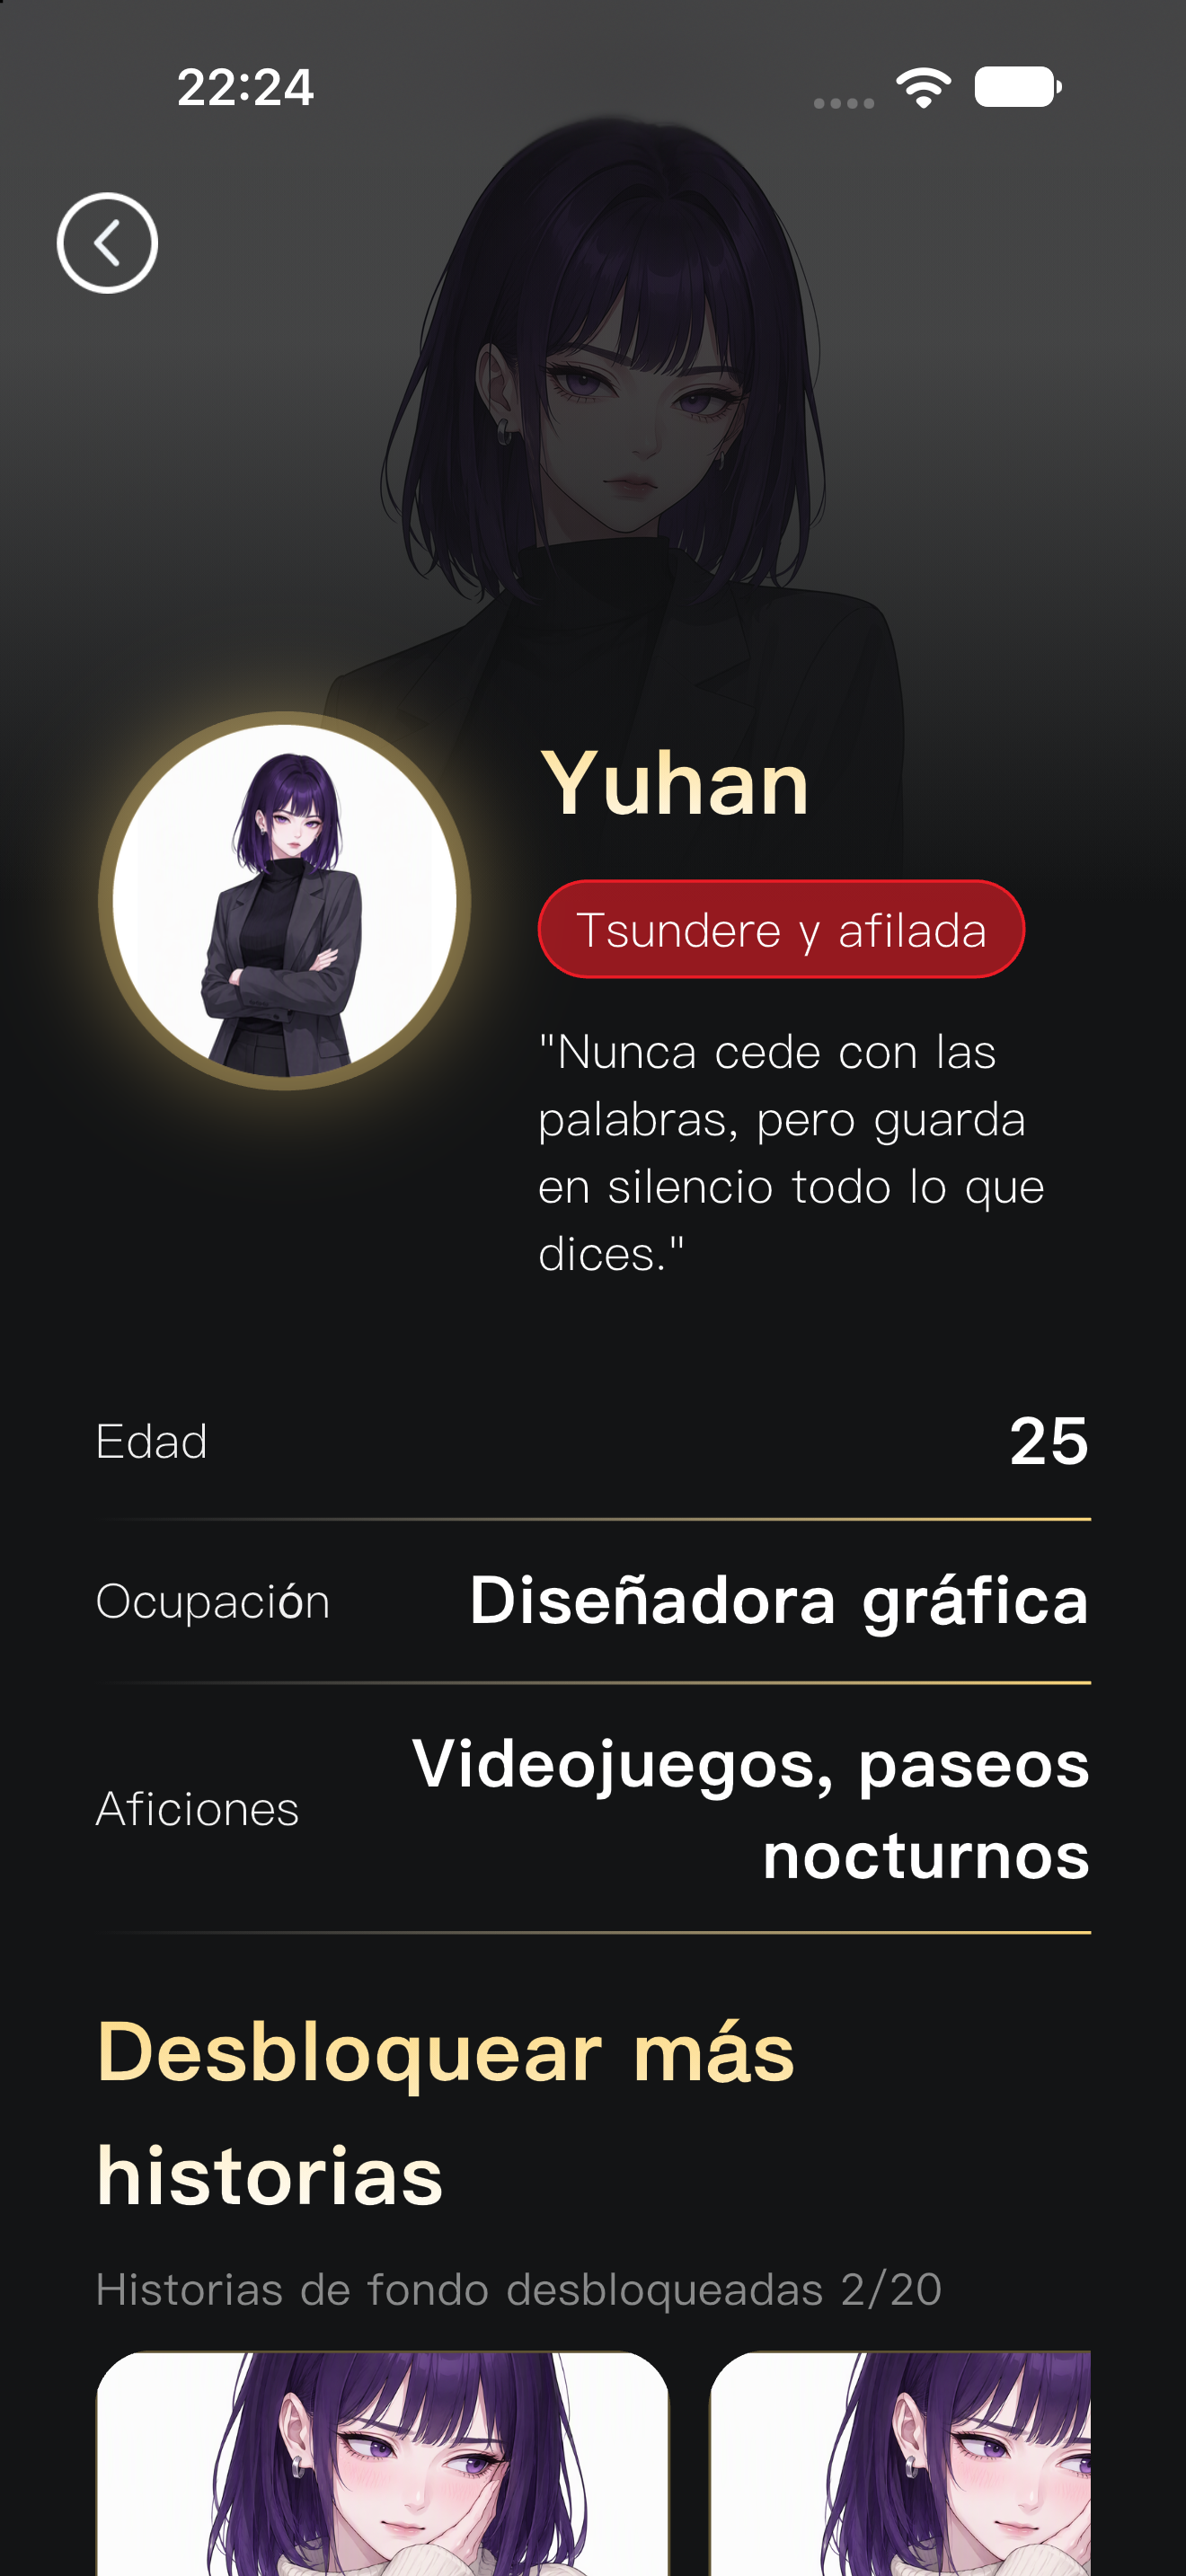 22:24
Yuhan
Tsundere y afilada
"Nunca cede con las
palabras, pero guarda
en silencio todo lo que
dices."
Edad
25
Ocupación
Diseñadora gráfica
Aficiones
Videojuegos, paseos
nocturnos
Desbloquear más
historias
Historias de fondo desbloqueadas 2/20